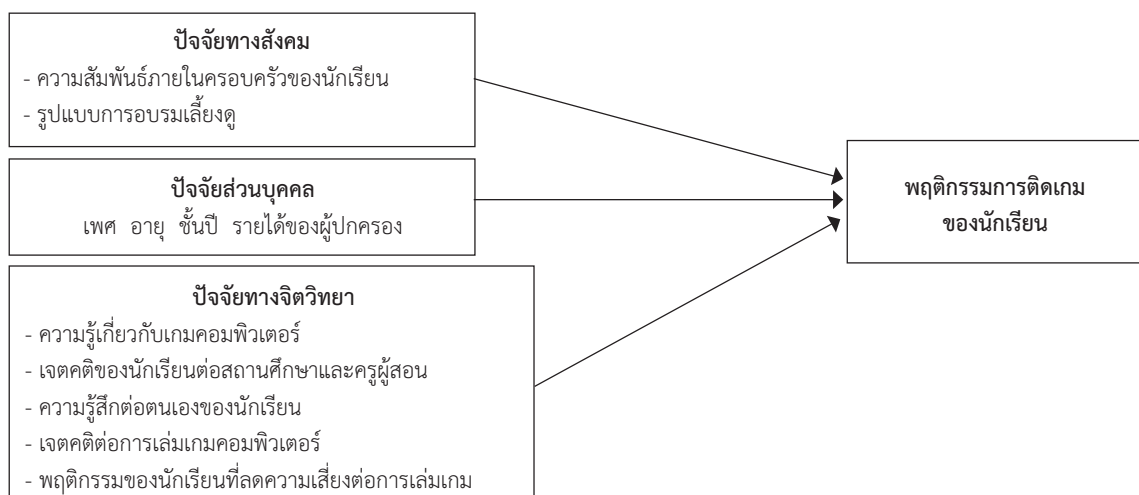 ปัจจัยทางสังคม
- ความสัมพันธ์ภายในครอบครัวของนักเรียน
- รูปแบบการอบรมเลี้ยงดู
ปัจจัยส่วนบุคคล
เพศ อายุ ชั้นปี รายได้ของผู้ปกครอง
ปัจจัยทางจิตวิทยา
- ความรู้เกี่ยวกับเกมคอมพิวเตอร์
- เจตคติของนักเรียนต่อสถานศึกษาและครูผู้สอน
- ความรู้สึกต่อตนเองของนักเรียน
- เจตคติต่อการเล่มเกมคอมพิวเตอร์
- พฤติกรรมของนักเรียนที่ลดความเสี่ยงต่อการเล่มเกม
พฤติกรรมการติดเกม
ของนักเรียน